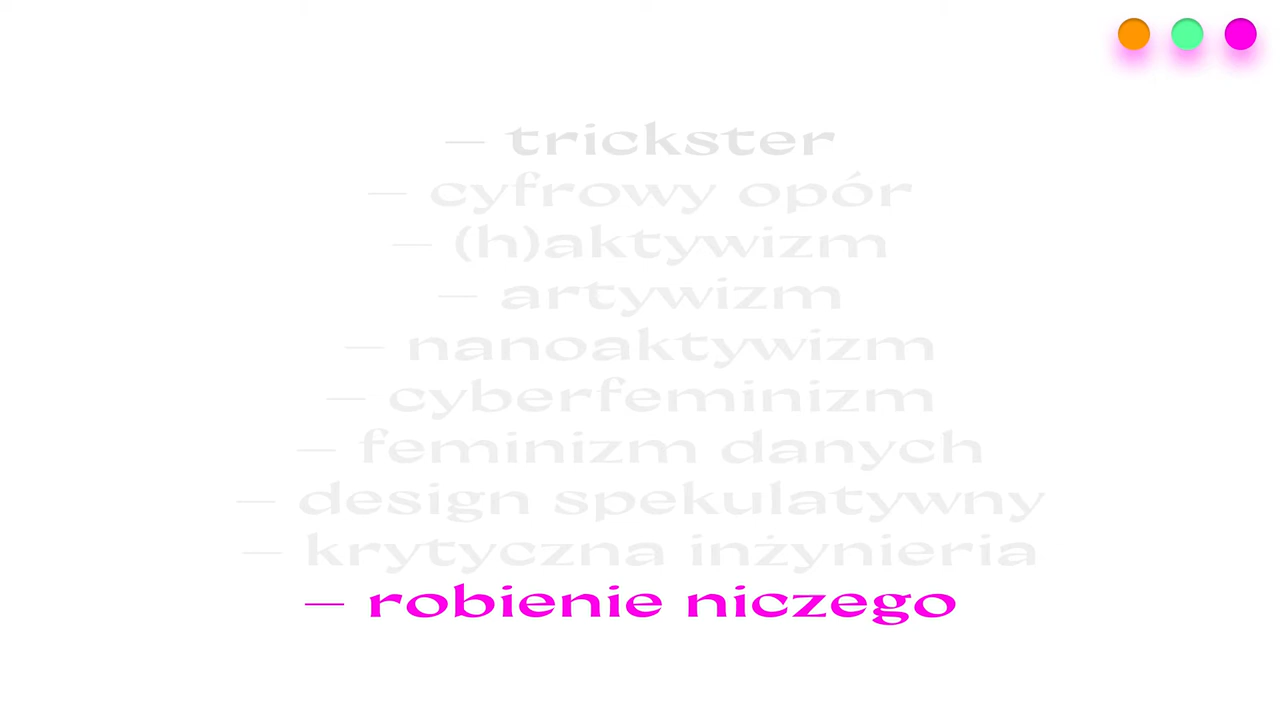 — trickster
— cyfrowy opór
— (h)aktywizm
— artywizm
— nanoaktywizm
— cyberfeminizm
— feminizm danych
— design spekulatywny
— krytyczna inżynieria
— robienie niczego